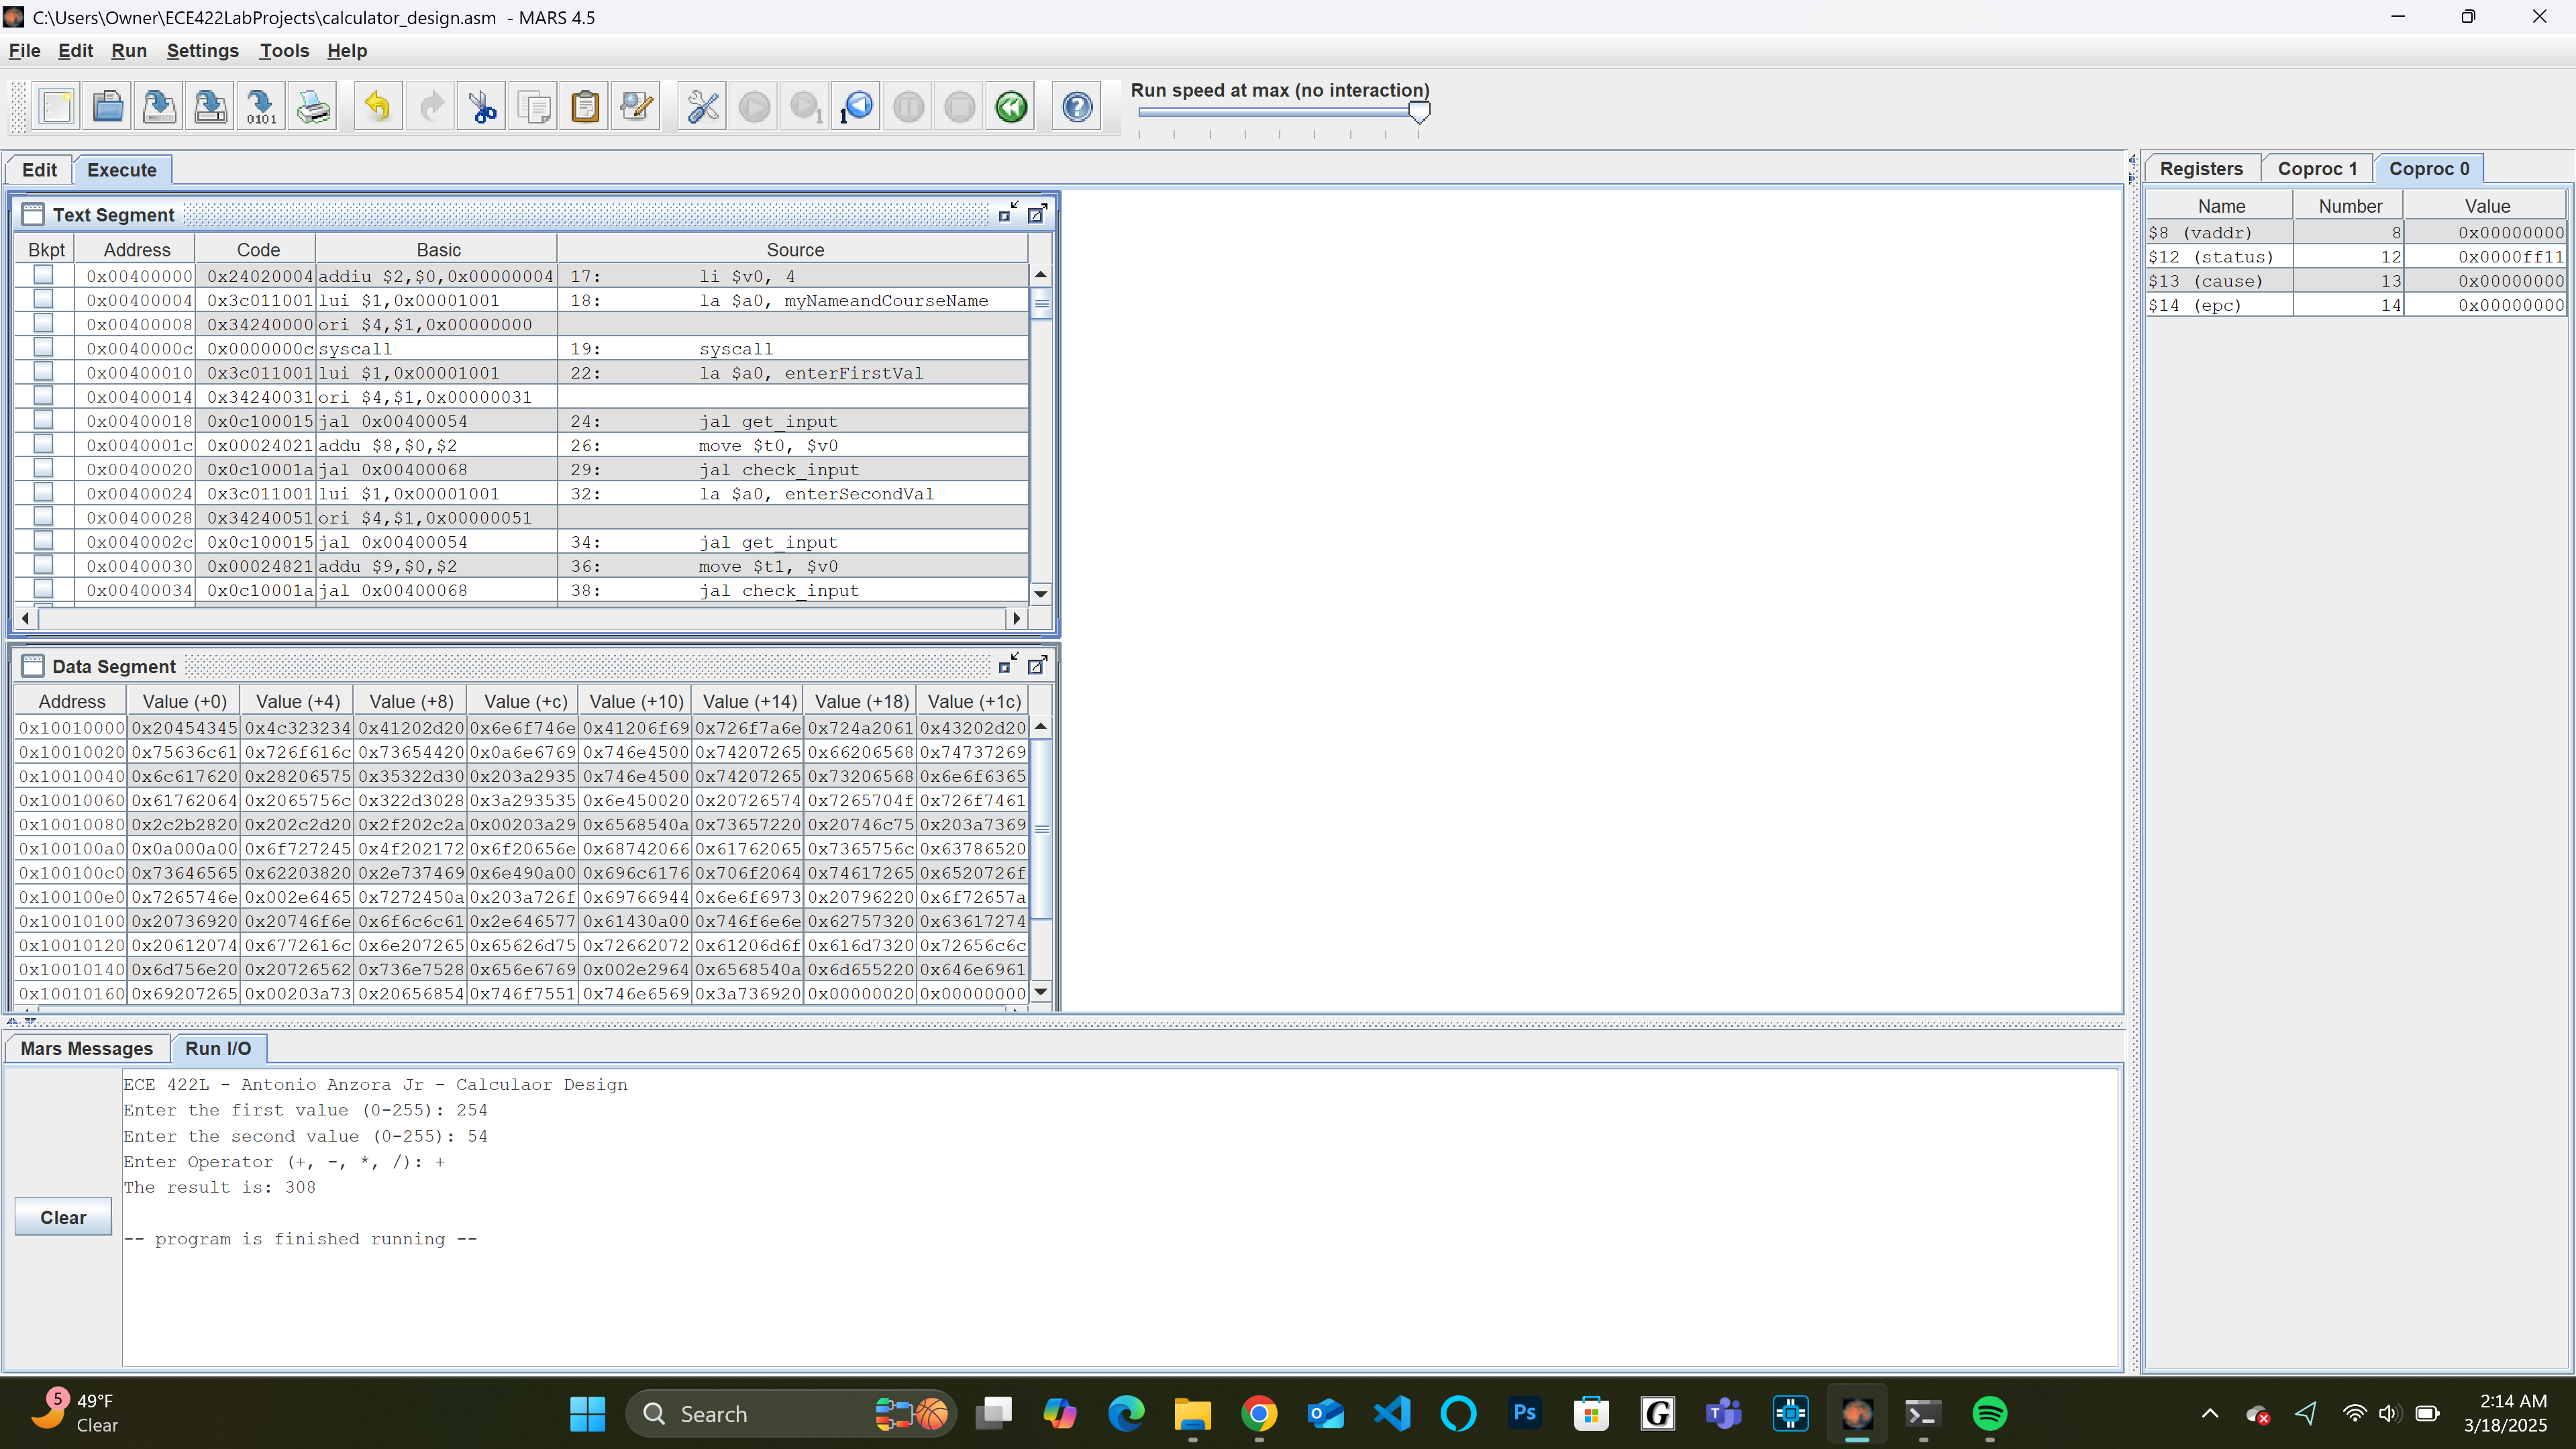 C:\Users\Owner\ECE422LabProjects\calculator_design.asm - MARS 4.5
File Edit Run Settings Tools Help
Run speed at max (no interaction)
Edit Execute
Text Segment
Bkpt Address Code Basic Source
0x00400000 0x24020004 addiu $2,$0,0x00000004 17: li $v0, 4
0x00400004 0x3c011001 lui $1,0x00001001 18: la $a0, myNameandCourseName
0x00400008 0x34240000 ori $4,$1,0x00000000
0x0040000c 0x0000000c syscall 19: syscall
0x00400010 0x3c011001 lui $1,0x00001001 22: la $a0, enterFirstVal
0x00400014 0x34240031 ori $4,$1,0x00000031
0x00400018 0x0c100015 jal 0x00400054 24: jal get_input
0x0040001c 0x00024021 addu $8,$0,$2 26: move $t0, $v0
0x00400020 0x0c10001a jal 0x00400068 29: jal check_input
0x00400024 0x3c011001 lui $1,0x00001001 32: la $a0, enterSecondVal
0x00400028 0x34240051 ori $4,$1,0x00000051
0x0040002c 0x0c100015 jal 0x00400054 34: jal get_input
0x00400030 0x00024821 addu $9,$0,$2 36: move $t1, $v0
0x00400034 0x0c10001a jal 0x00400068 38: jal check_input
Data Segment
Address Value (+0) Value (+4) Value (+8) Value (+c) Value (+10) Value (+14) Value (+18) Value (+1c)
0x10010000 0x20454345 0x4c323234 0x41202d20 0x6e6f746e 0x41206f69 0x726f7a6e 0x724a2061 0x43202d20
0x10010020 0x75636c61 0x726f616c 0x73654420 0x0a6e6769 0x746e4500 0x74207265 0x66206568 0x74737269
0x10010040 0x6c617620 0x28206575 0x35322d30 0x203a2935 0x746e4500 0x74207265 0x73206568 0x6e6f6365
0x10010060 0x61762064 0x2065756c 0x322d3028 0x3a293535 0x6e450020 0x20726574 0x7265704f 0x726f7461
0x10010080 0x2c2b2820 0x202c2d20 0x2f202c2a 0x00203a29 0x6568540a 0x73657220 0x20746c75 0x203a7369
0x100100a0 0x0a000a00 0x6f727245 0x4f202172 0x6f20656e 0x68742066 0x61762065 0x7365756c 0x63786520
0x100100c0 0x73646565 0x62203820 0x2e737469 0x6e490a00 0x696c6176 0x706f2064 0x74617265 0x6520726f
0x100100e0 0x7265746e 0x002e6465 0x7272450a 0x203a726f 0x69766944 0x6e6f6973 0x20796220 0x6f72657a
0x10010100 0x20736920 0x20746f6e 0x6f6c6c61 0x2e646577 0x61430a00 0x746f6e6e 0x62757320 0x63617274
0x10010120 0x20612074 0x6772616c 0x6e207265 0x65626d75 0x72662072 0x61206d6f 0x616d7320 0x72656c6c
0x10010140 0x6d756e20 0x20726562 0x736e7528 0x656e6769 0x002e2964 0x6568540a 0x6d655220 0x646e6961
0x10010160 0x69207265 0x00203a73 0x20656854 0x746f7551 0x746e6569 0x3a736920 0x00000020 0x00000000
Mars Messages Run I/O
ECE 422L - Antonio Anzora Jr - Calculaor Design
Enter the first value (0-255): 254
Enter the second value (0-255): 54
Enter Operator (+, -, *, /): +
The result is: 308
-- program is finished running --
Clear
Registers Coproc 1 Coproc 0
Name Number Value
$8 (vaddr) 8 0x00000000
$12 (status) 12 0x0000ff11
$13 (cause) 13 0x00000000
$14 (epc) 14 0x00000000
5 49°F
Clear
Search
Ps
G
2:14 AM
3/18/2025